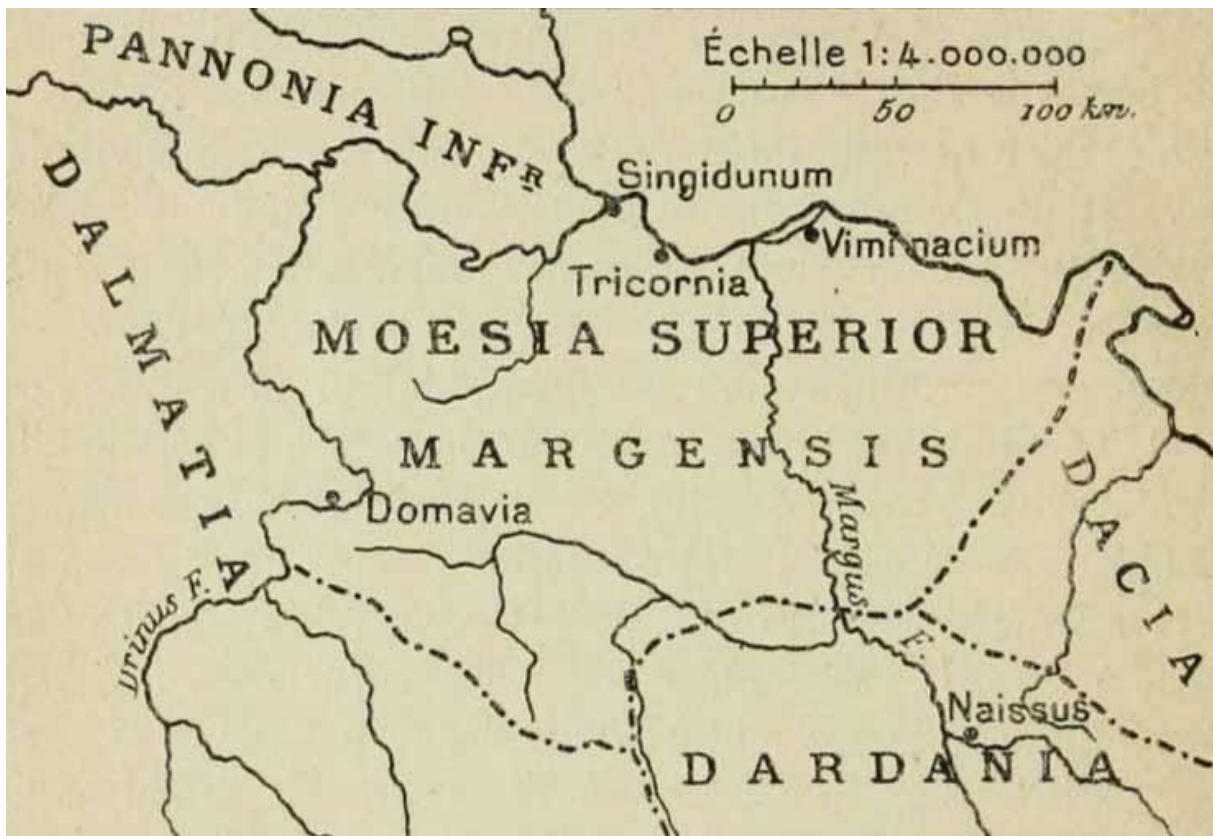 Échelle 1:4.000.000
0 50 100 km.
PANNONIA INFR
DALMATIA
Singidunum
Viminacium
Tricornia
MOESIA SUPERIOR
MARGENSIS
Domavia
Margus F.
DACIA
Drinus F.
Naissus
DARDANIA